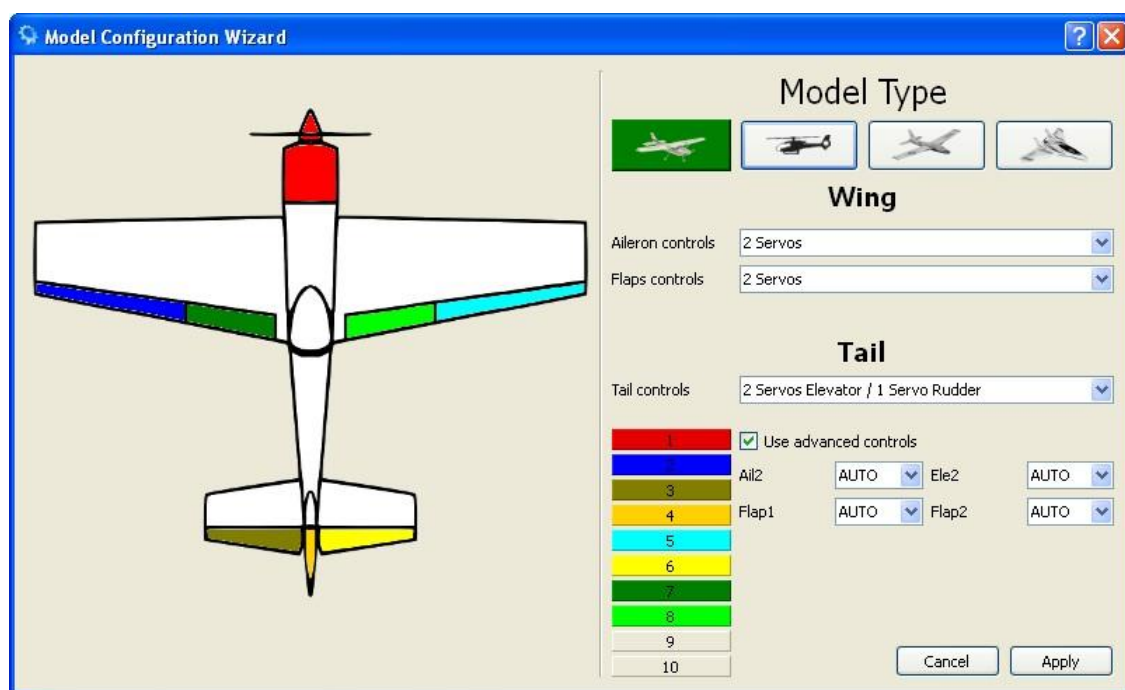 Model Configuration Wizard
Model Type
Wing
Aileron controls 2 Servos
Flaps controls 2 Servos
Tail
Tail controls 2 Servos Elevator / 1 Servo Rudder
1
2
3
4
5
6
7
8
9
10
Use advanced controls
Ail2 AUTO Ele2 AUTO
Flap1 AUTO Flap2 AUTO
Cancel Apply